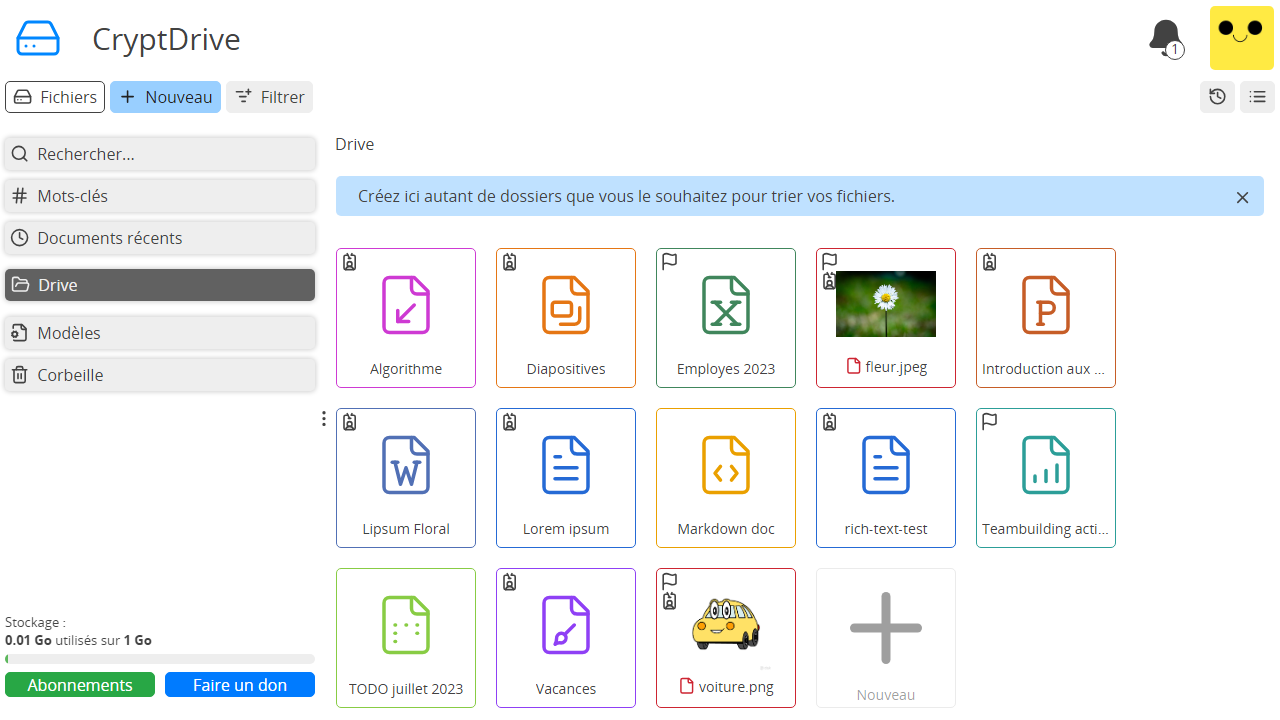 CryptDrive
1
Fichiers
Nouveau
Filtrer
Rechercher...
Mots-clés
Documents récents
Drive
Modèles
Corbeille
Stockage :
0.01 Go utilisés sur 1 Go
Abonnements
Faire un don
Drive
Créez ici autant de dossiers que vous le souhaitez pour trier vos fichiers.
Algorithme
Diapositives
X
Employes 2023
fleur.jpeg
P
Introduction aux ...
W
Lipsum Floral
Lorem ipsum
Markdown doc
rich-text-test
Teambuilding acti...
TODO juillet 2023
Vacances
voiture.png
Nouveau